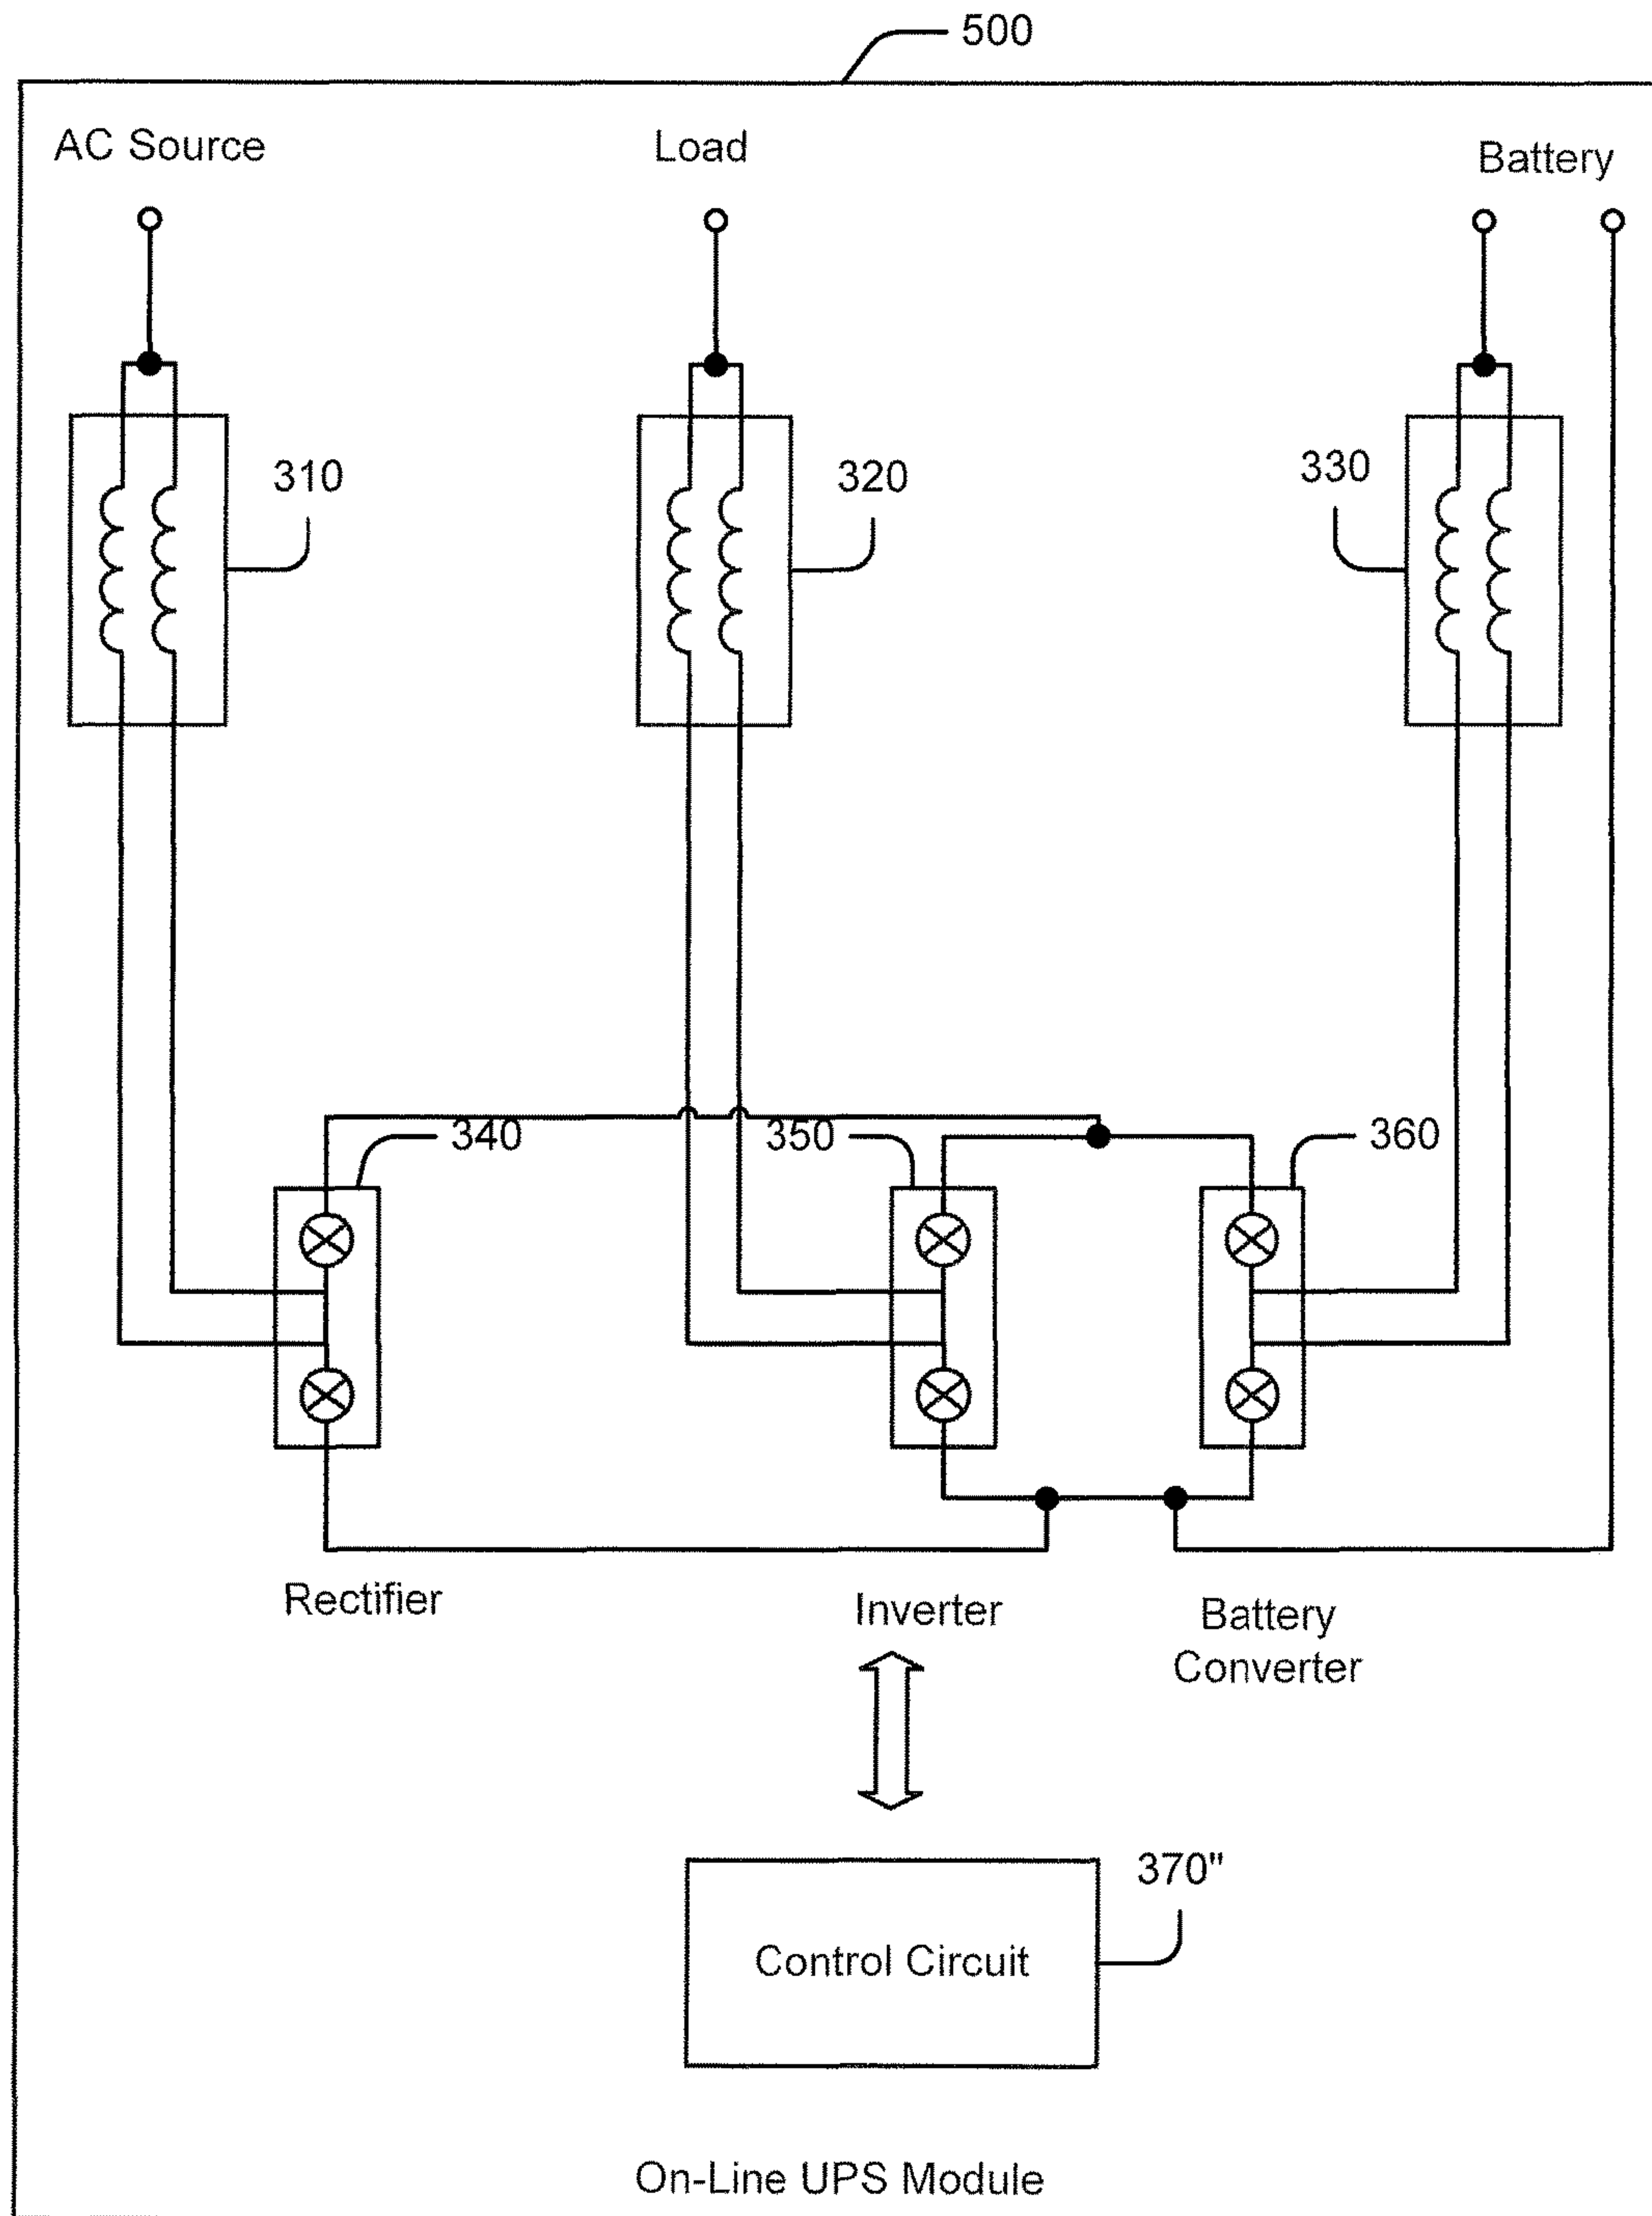 500
AC Source
Load
Battery
310
320
330
340
350
360
Rectifier
Inverter
Battery
Converter
370"
Control Circuit
On-Line UPS Module